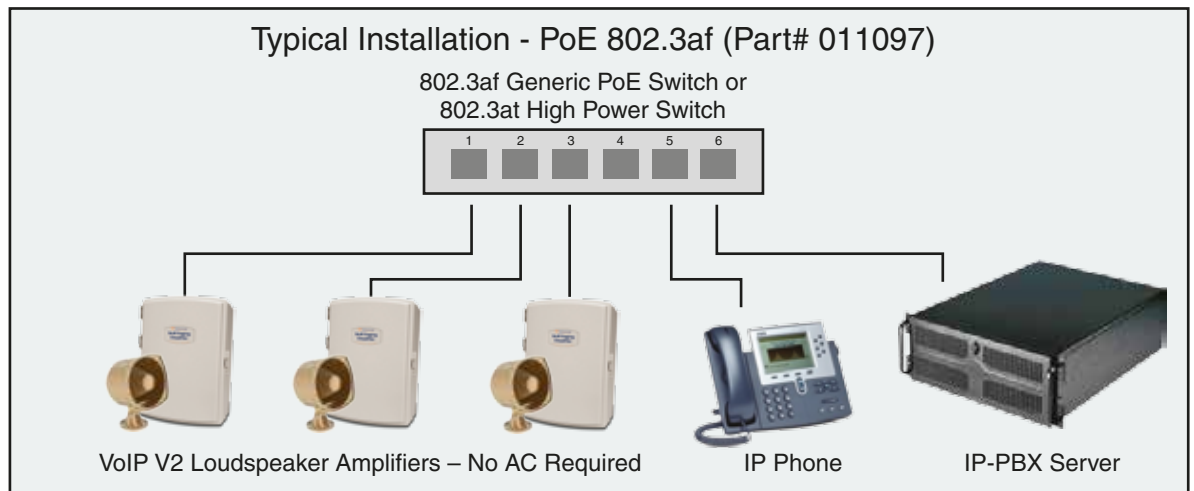 Typical Installation - PoE 802.3af (Part# 011097)
802.3af Generic PoE Switch or
802.3at High Power Switch
1 2 3 4 5 6
VoIP V2 Loudspeaker Amplifiers – No AC Required
IP Phone
IP-PBX Server